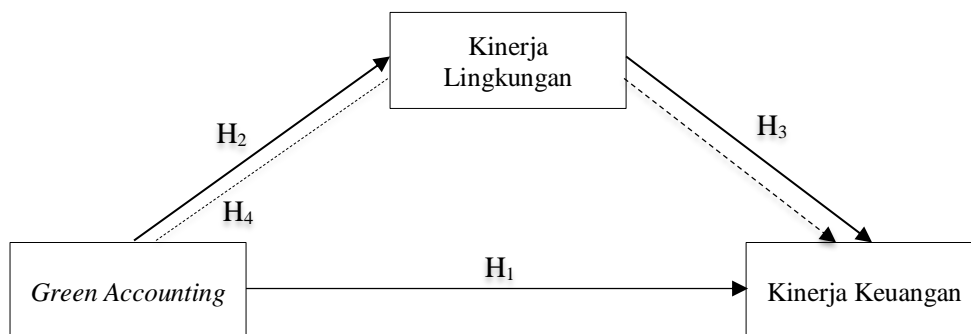 Kinerja
Lingkungan
H₂
H₃
H₄
H₁
Green Accounting
Kinerja Keuangan